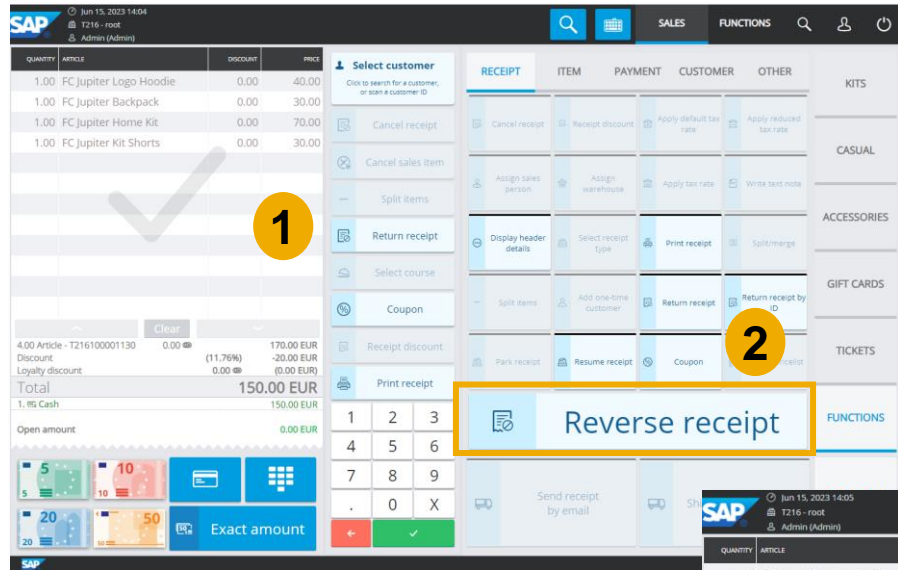 SAP
Jun 15, 2023 14:04
T216 - root
Admin (Admin)
SALES
FUNCTIONS
QUANTITY ARTICLE DISCOUNT PRICE
1.00 FC Jupiter Logo Hoodie 0.00 40.00
1.00 FC Jupiter Backpack 0.00 30.00
1.00 FC Jupiter Home Kit 0.00 70.00
1.00 FC Jupiter Kit Shorts 0.00 30.00
1
Clear
4.00 Article - T216100001130 0.00 170.00 EUR
Discount (11.76%) -20.00 EUR
Loyalty discount 0.00 (0.00 EUR)
Total 150.00 EUR
1. Cash 150.00 EUR
Open amount 0.00 EUR
5 10
5 10
20 50
20
Exact amount
SAP
Select customer
Click to search for a customer,
or scan a customer ID
Cancel receipt
Cancel sales item
Split items
Return receipt
Select course
Coupon
Receipt discount
Print receipt
1 2 3
4 5 6
7 8 9
. 0 X
RECEIPT ITEM PAYMENT CUSTOMER OTHER
Cancel receipt
Receipt discount
Apply default tax
rate
Apply reduced
tax rate
Assign sales
person
Assign
warehouse
Apply tax rate
Write text note
Display header
details
Select receipt
type
Print receipt
Split/merge
Split items
Add one-time
customer
Return receipt
Return receipt by
ID
2
Park receipt
Resume receipt
Coupon
Reverse receipt
Send receipt
by email
KITS
CASUAL
ACCESSORIES
GIFT CARDS
TICKETS
FUNCTIONS
SAP
Jun 15, 2023 14:05
T216 - root
Admin (Admin)
QUANTITY ARTICLE